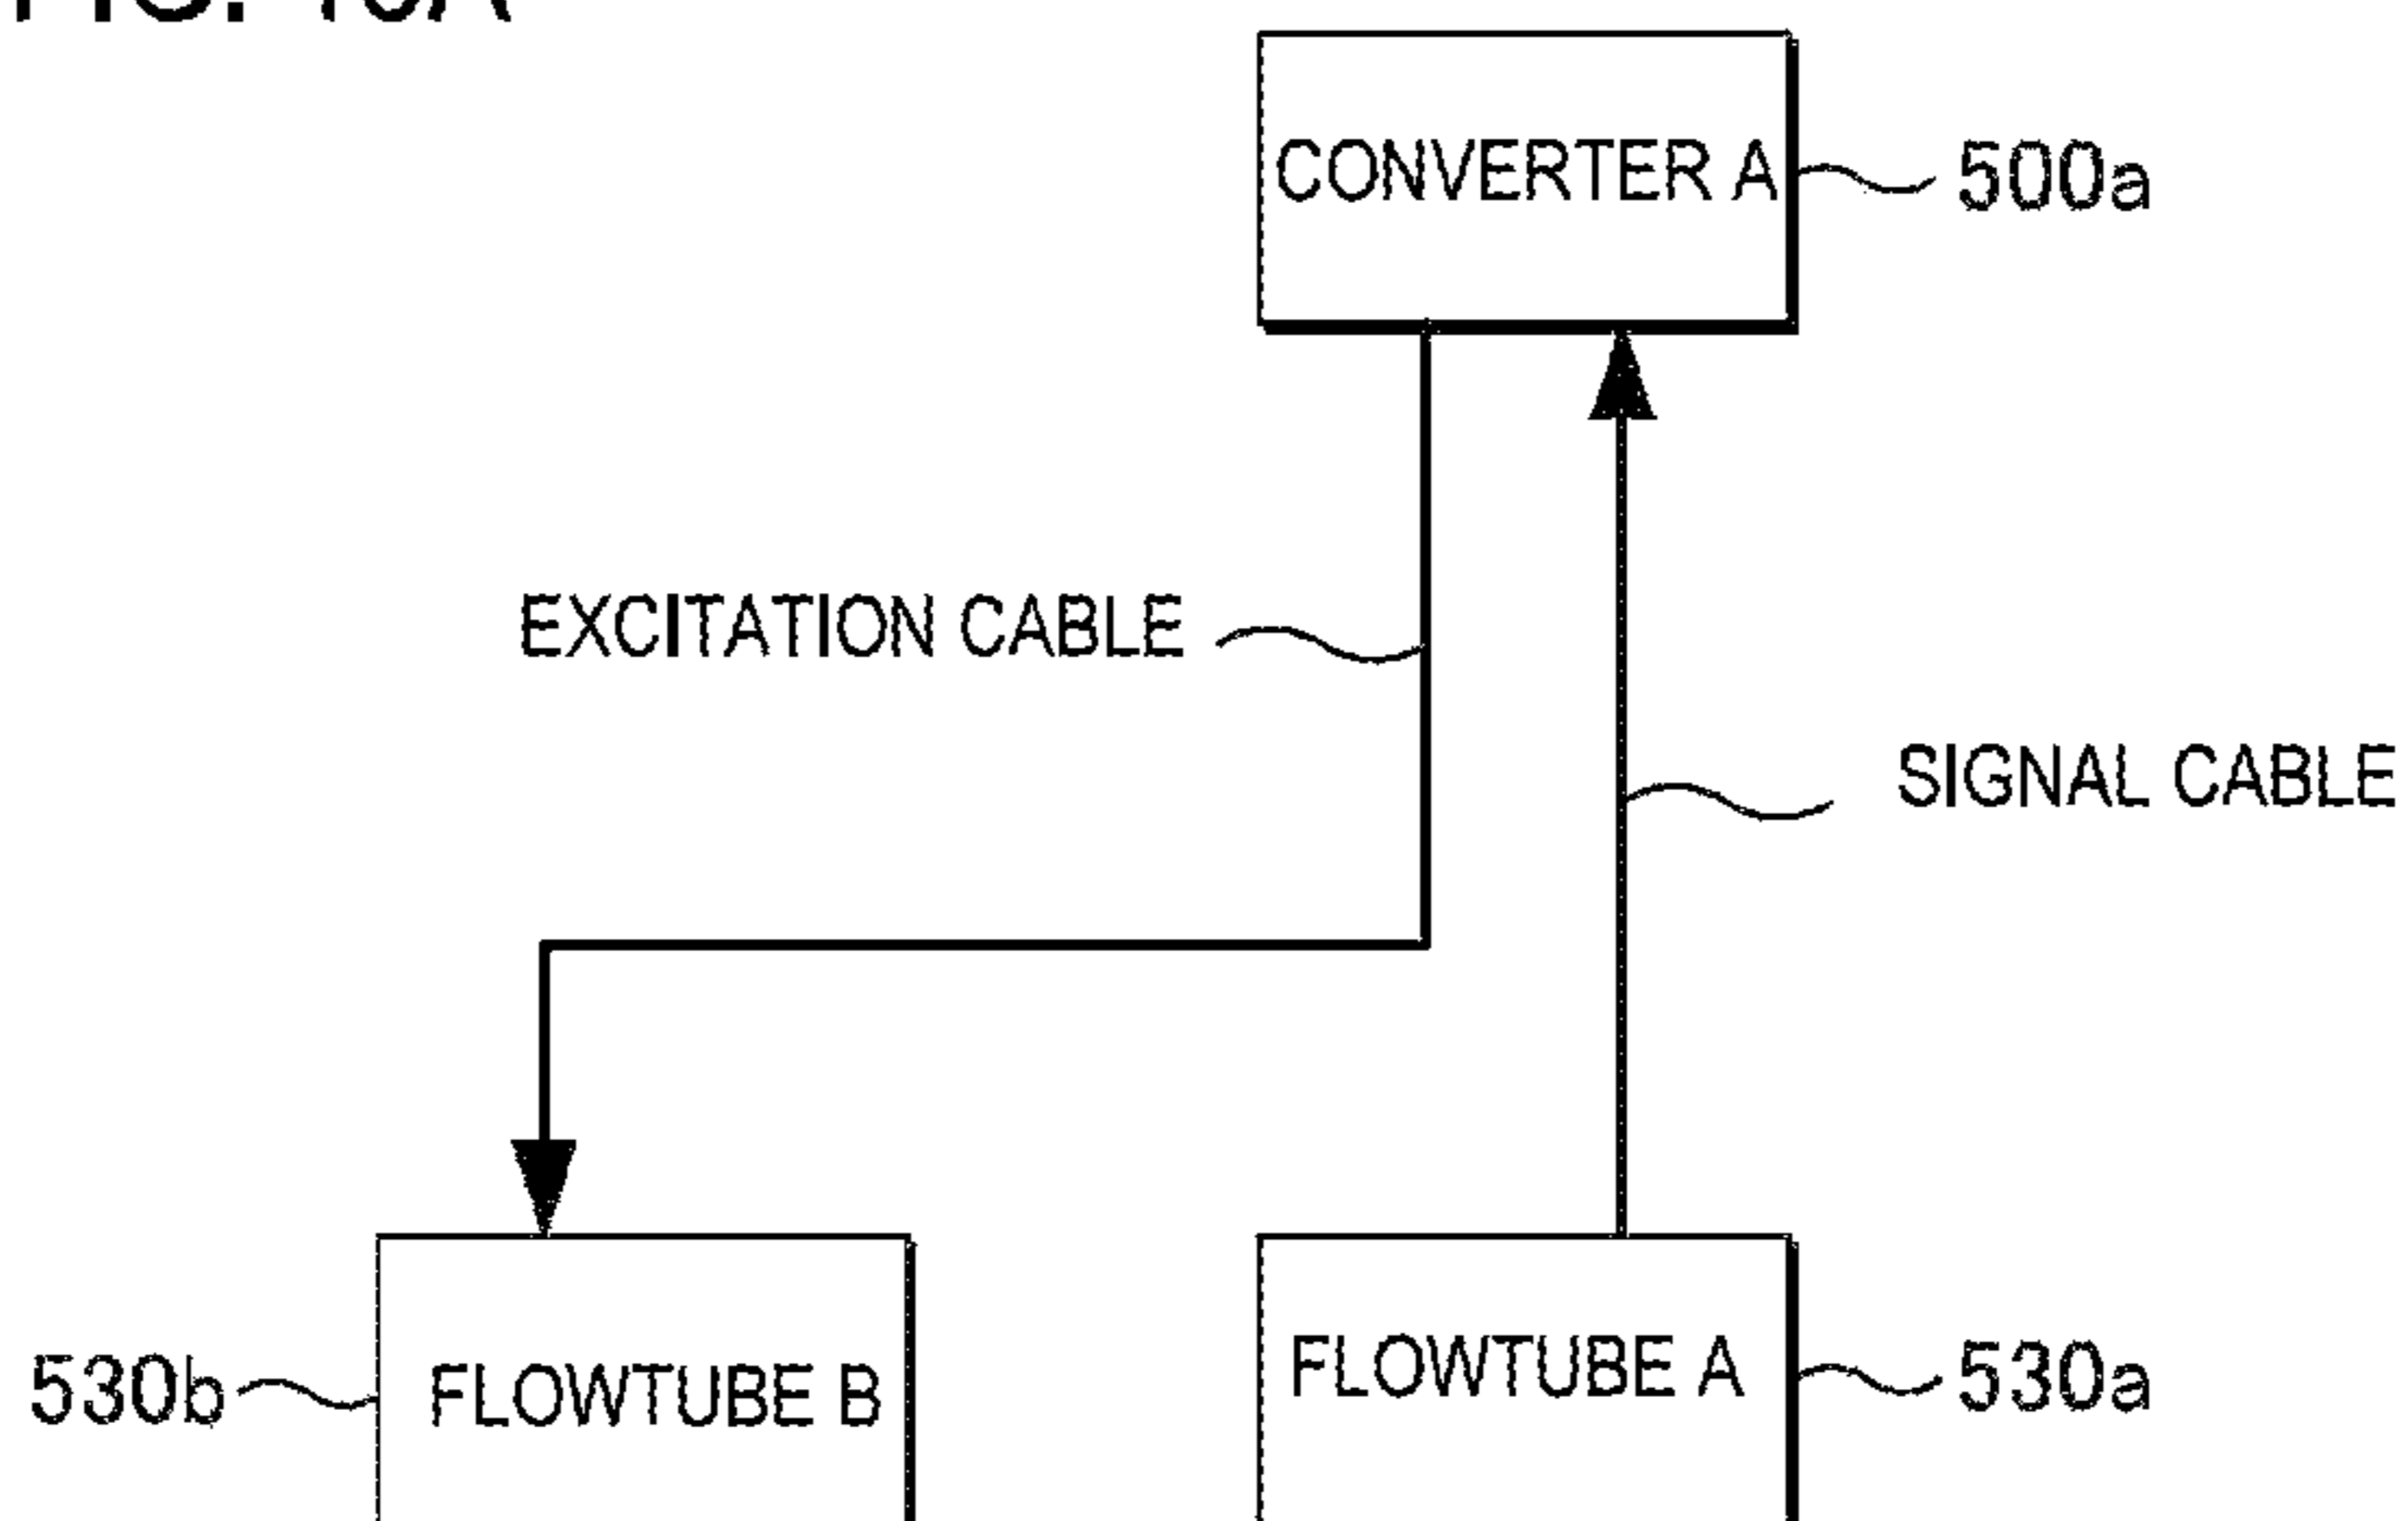 CONVERTER A
500a
EXCITATION CABLE
SIGNAL CABLE
530b
FLOWTUBE B
FLOWTUBE A
530a